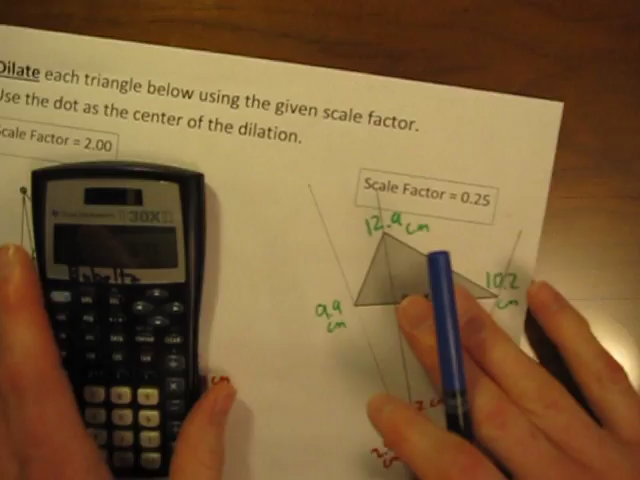 Dilate each triangle below using the given scale factor.
Use the dot as the center of the dilation.
Scale Factor = 2.00
Scale Factor = 0.25
12.9 cm
10.2
cm
9.9
cm
cm